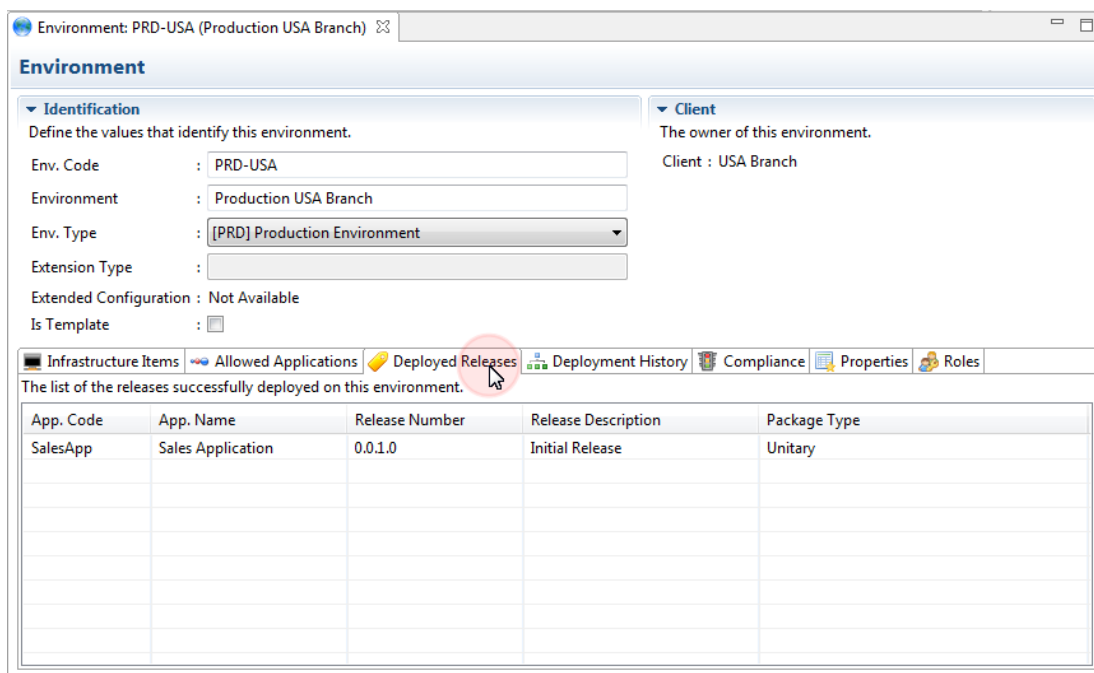 Environment: PRD-USA (Production USA Branch)
Environment
Identification
Define the values that identify this environment.
Env. Code : PRD-USA
Environment : Production USA Branch
Env. Type : [PRD] Production Environment
Extension Type :
Extended Configuration : Not Available
Is Template :
Client
The owner of this environment.
Client : USA Branch
Infrastructure Items Allowed Applications Deployed Releases Deployment History Compliance Properties Roles
The list of the releases successfully deployed on this environment.
App. Code App. Name Release Number Release Description Package Type
SalesApp Sales Application 0.0.1.0 Initial Release Unitary